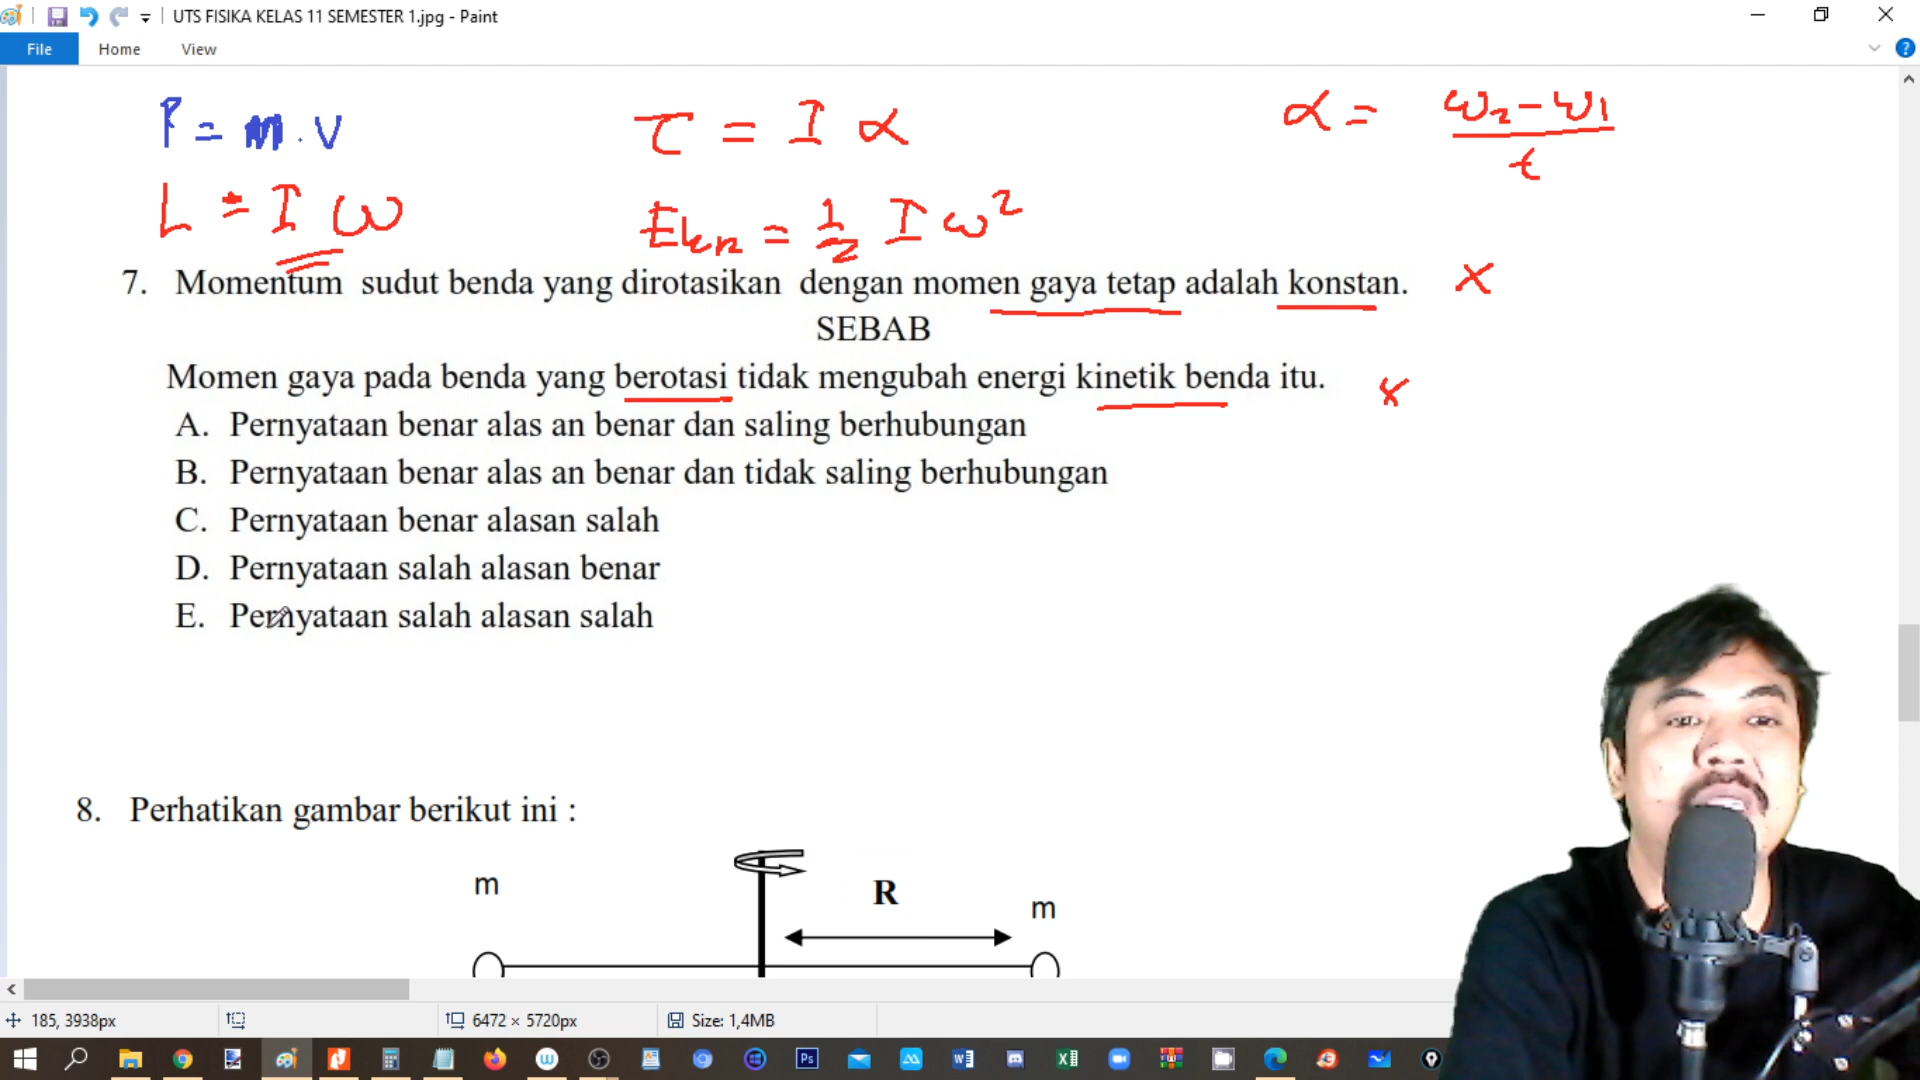 UTS FISIKA KELAS 11 SEMESTER 1.jpg - Paint
File Home View
P = m . V
τ = I α
α = ω2 - ω1
t
L = I ω
Ekr = 1/2 I ω²
7. Momentum sudut benda yang dirotasikan dengan momen gaya tetap adalah konstan. X
SEBAB
Momen gaya pada benda yang berotasi tidak mengubah energi kinetik benda itu. x
A. Pernyataan benar alas an benar dan saling berhubungan
B. Pernyataan benar alas an benar dan tidak saling berhubungan
C. Pernyataan benar alasan salah
D. Pernyataan salah alasan benar
E. Pernyataan salah alasan salah
8. Perhatikan gambar berikut ini :
m
R
m
185, 3938px 6472 × 5720px Size: 1,4MB